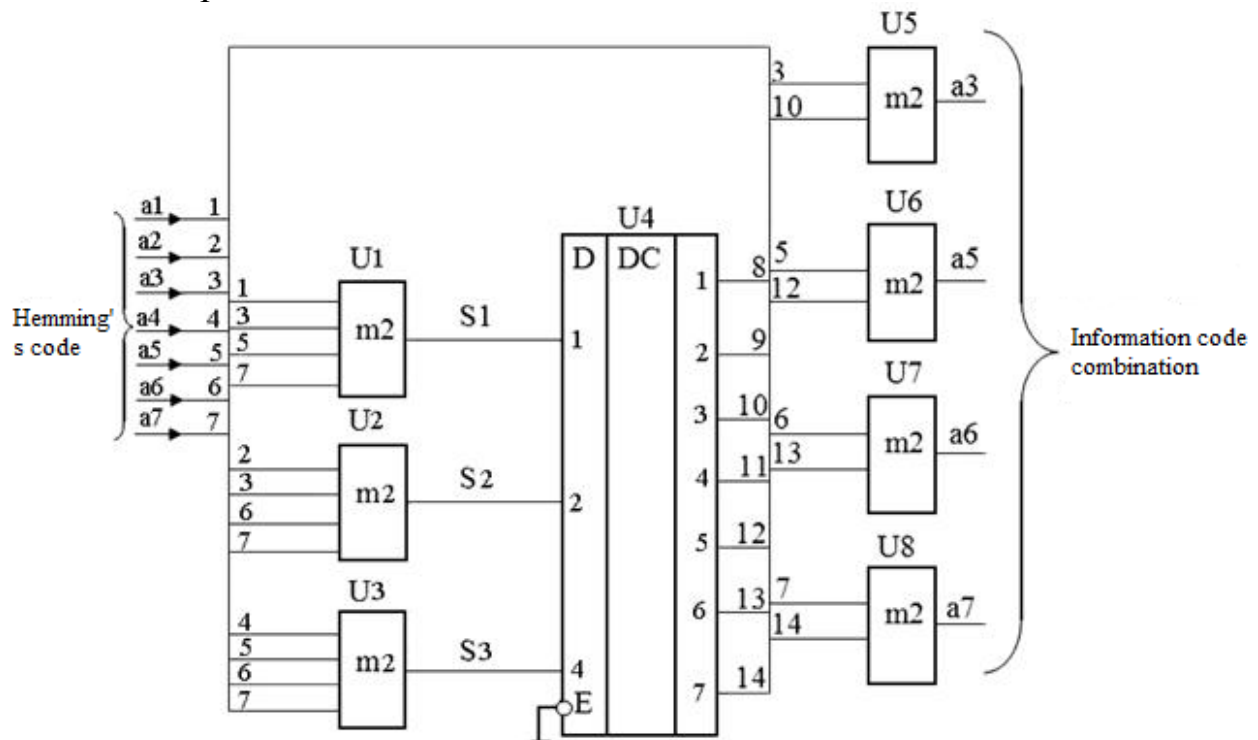 U5
3
10
m2
a3
a1
1
a2
2
a3
3
a4
4
a5
5
a6
6
a7
7
Hemming'
s code
U1
1
3
5
7
m2
S1
U2
2
3
6
7
m2
S2
U3
4
5
6
7
m2
S3
U4
D
DC
1
2
4
E
1
8
2
9
3
10
4
11
5
12
6
13
7
14
U6
5
12
m2
a5
U7
6
13
m2
a6
U8
7
14
m2
a7
Information code
combination